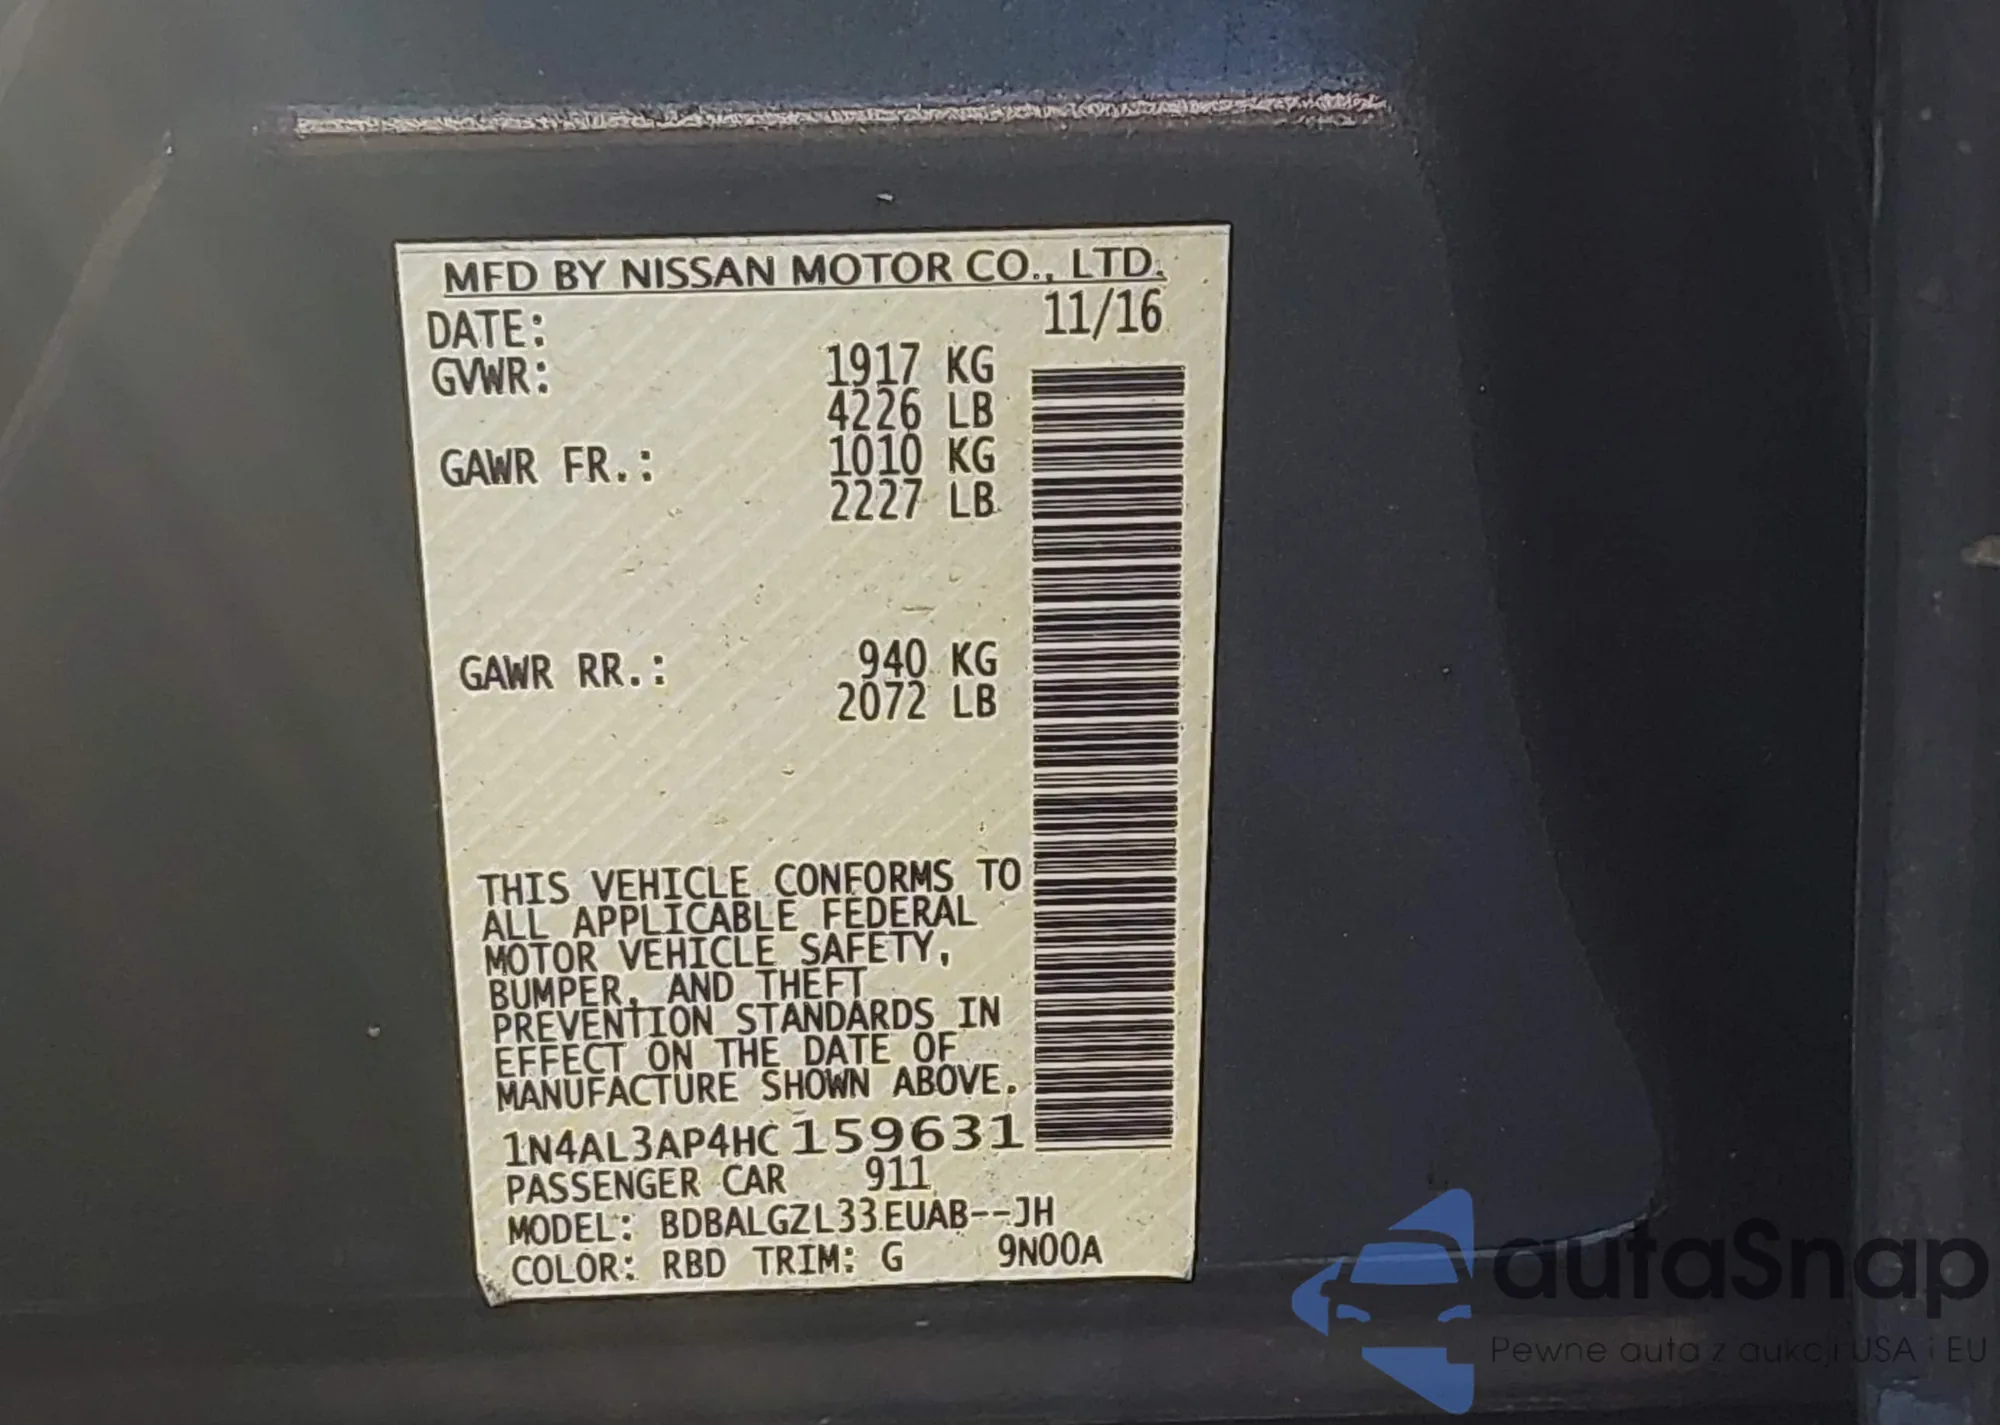 MFD BY NISSAN MOTOR CO., LTD.
DATE: 11/16
GVWR: 1917 KG
4226 LB
GAWR FR.: 1010 KG
2227 LB
GAWR RR.: 940 KG
2072 LB
THIS VEHICLE CONFORMS TO
ALL APPLICABLE FEDERAL
MOTOR VEHICLE SAFETY,
BUMPER, AND THEFT
PREVENTION STANDARDS IN
EFFECT ON THE DATE OF
MANUFACTURE SHOWN ABOVE.
1N4AL3AP4HC159631
PASSENGER CAR 911
MODEL: BDBALGZL33EUAB--JH
COLOR: RBD TRIM: G 9N00A
autaSnap
Pewne auta z aukcji USA i EU